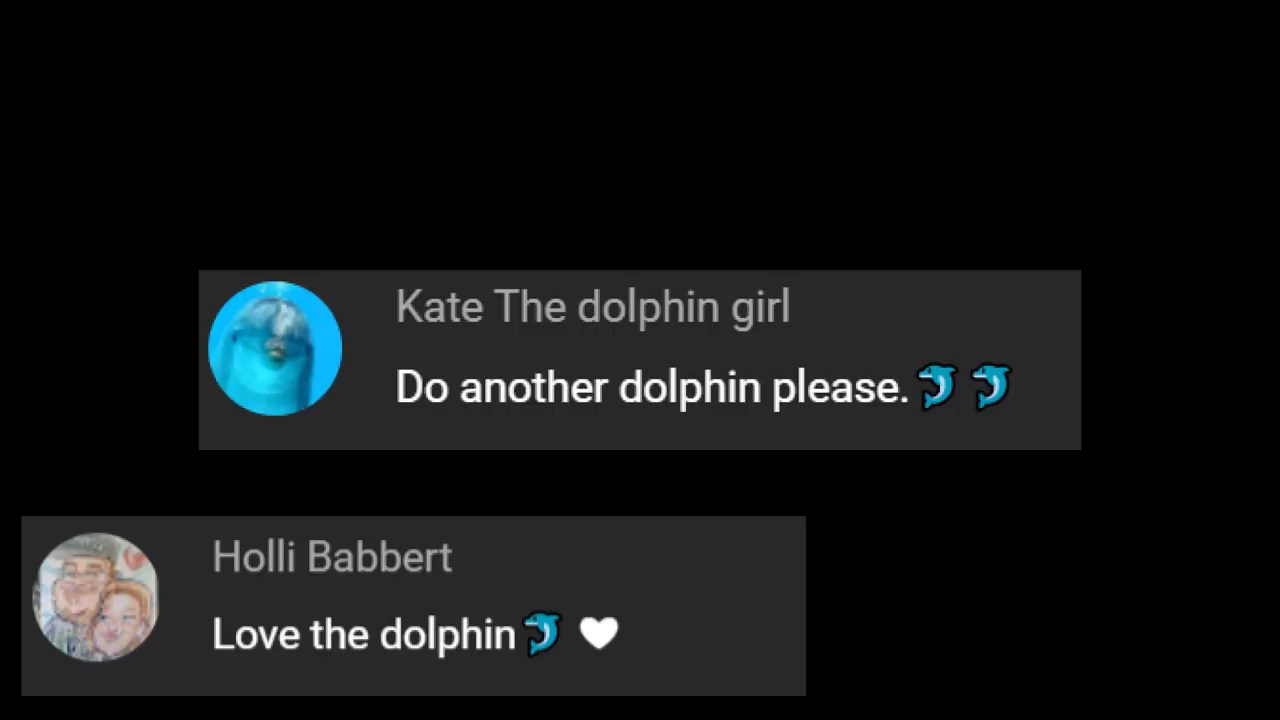 Kate The dolphin girl
Do another dolphin please.🐬🐬
Holli Babbert
Love the dolphin🐬🤍